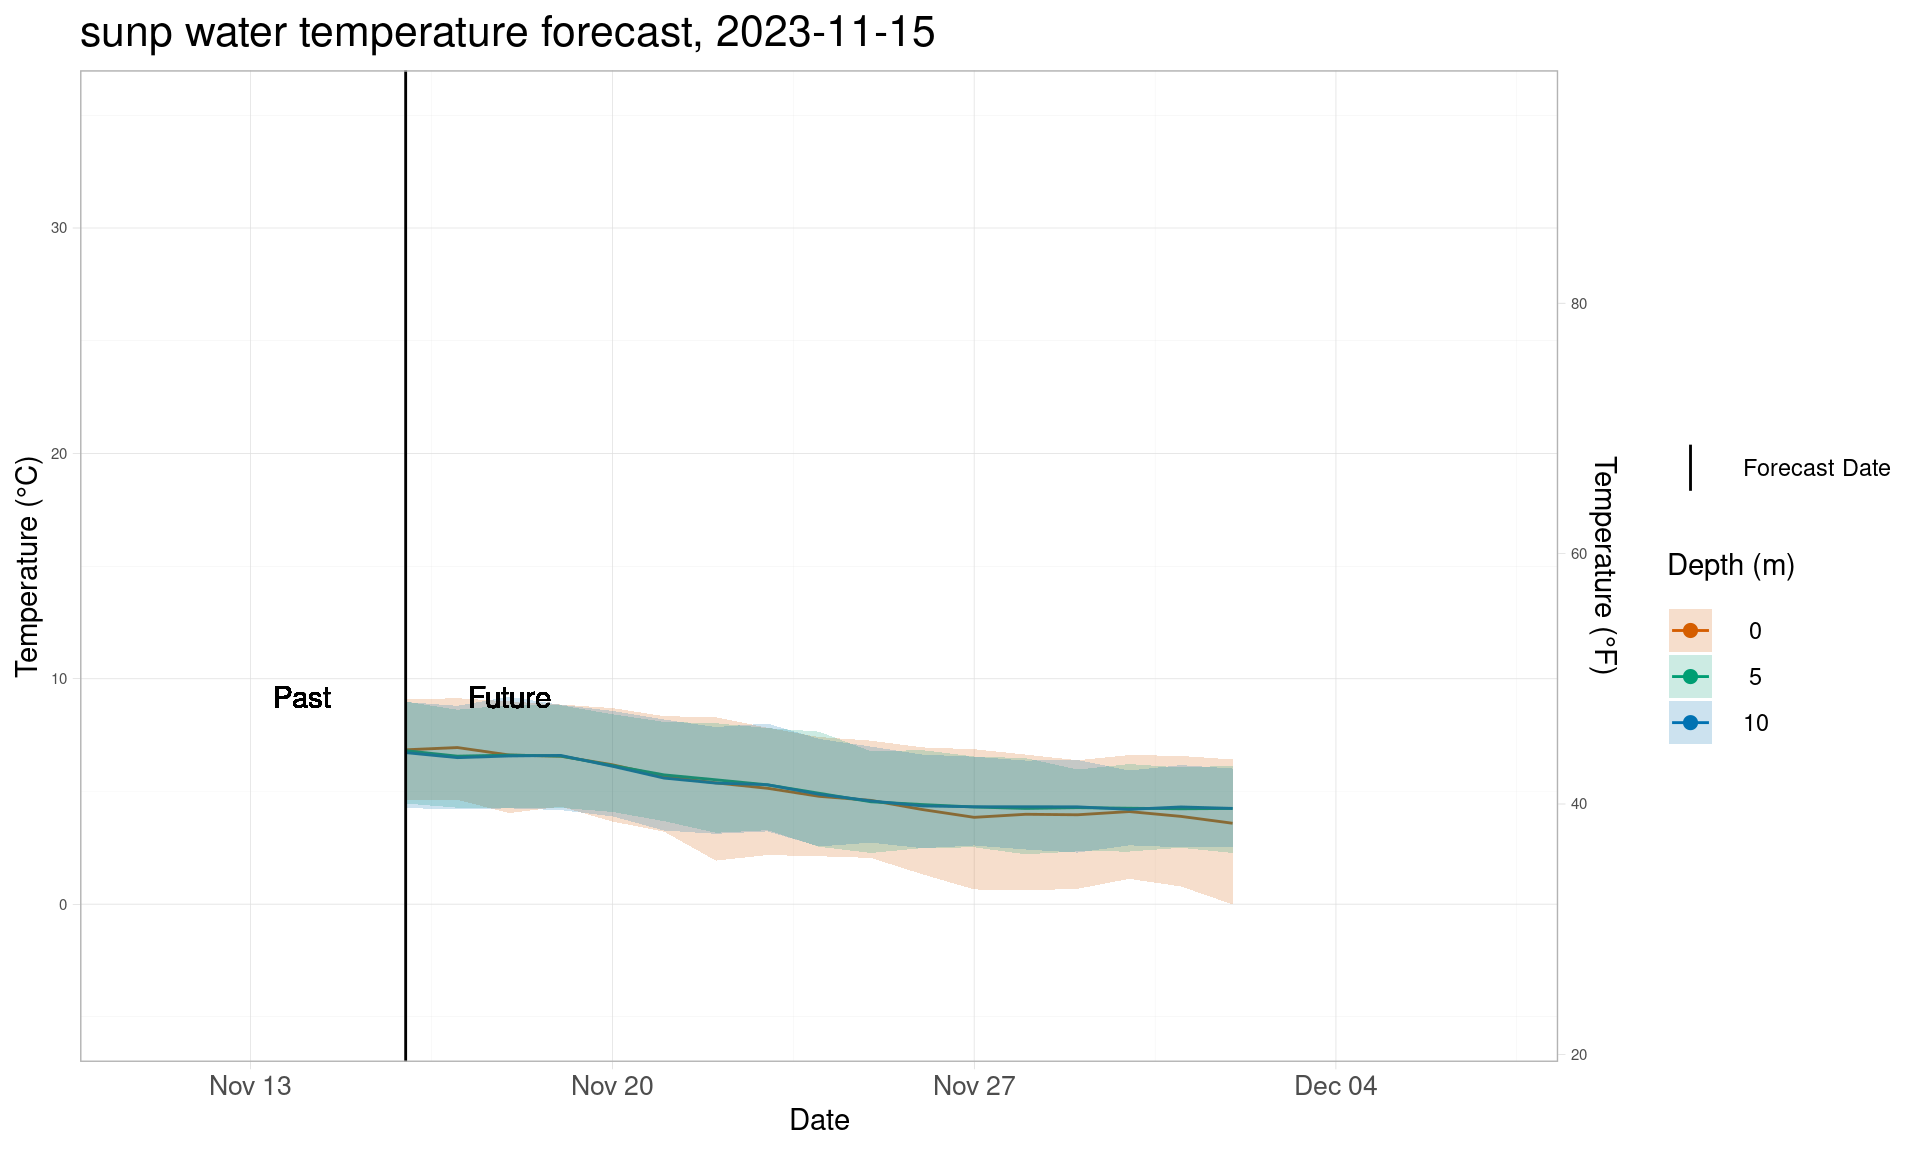 sunp water temperature forecast, 2023-11-15
Temperature (°C)
30
20
10
0
Past
Future
80
60
40
20
Temperature (°F)
Nov 13
Nov 20
Nov 27
Dec 04
Date
Forecast Date
Depth (m)
0
5
10